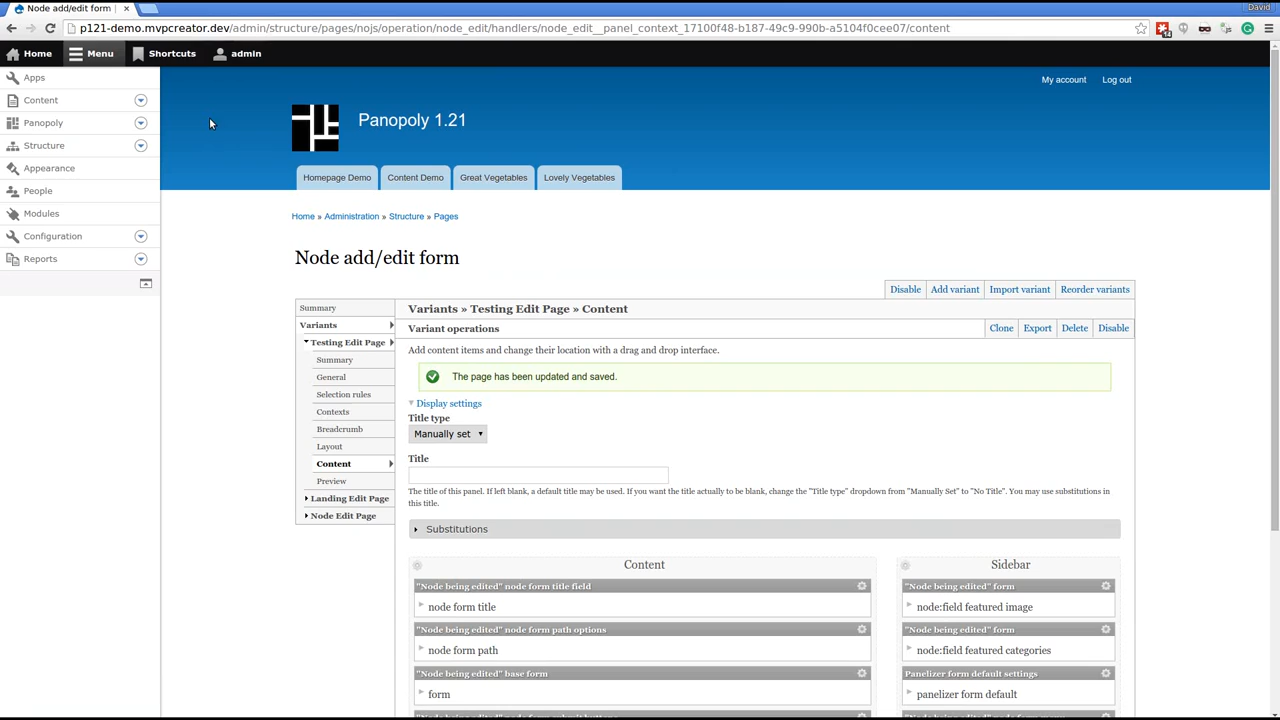 Node add/edit form
David
p121-demo.mvpcreator.dev/admin/structure/pages/nojs/operation/node_edit/handlers/node_edit__panel_context_17100f48-b187-49c9-990b-a5104f0cee07/content
Home Menu Shortcuts admin
Apps
Content
Panopoly
Structure
Appearance
People
Modules
Configuration
Reports
My account Log out
Panopoly 1.21
Homepage Demo Content Demo Great Vegetables Lovely Vegetables
Home » Administration » Structure » Pages
Node add/edit form
Disable Add variant Import variant Reorder variants
Summary
Variants
Testing Edit Page
Summary
General
Selection rules
Contexts
Breadcrumb
Layout
Content
Preview
Landing Edit Page
Node Edit Page
Variants » Testing Edit Page » Content
Variant operations
Clone Export Delete Disable
Add content items and change their location with a drag and drop interface.
The page has been updated and saved.
Display settings
Title type
Manually set
Title
The title of this panel. If left blank, a default title may be used. If you want the title actually to be blank, change the "Title type" dropdown from "Manually Set" to "No Title". You may use substitutions in
this title.
Substitutions
Content
"Node being edited" node form title field
node form title
"Node being edited" node form path options
node form path
"Node being edited" base form
form
Sidebar
"Node being edited" form
node:field featured image
"Node being edited" form
node:field featured categories
Panelizer form default settings
panelizer form default